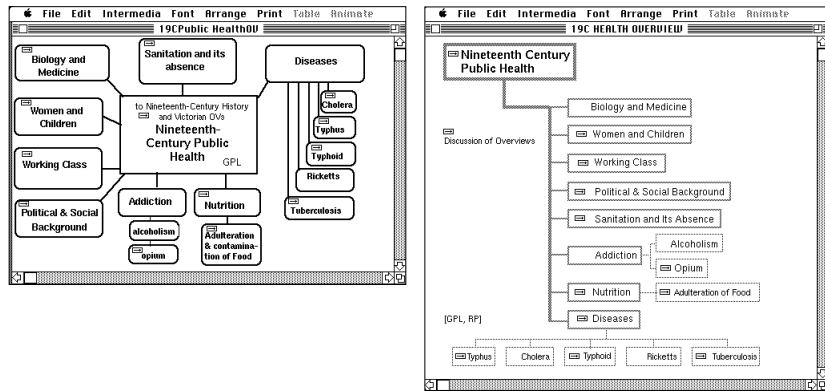 File Edit Intermedia Font Arrange Print Table Animate
19CPublic HealthOV
Biology and
Medicine
Sanitation and its
absence
Diseases
Women and
Children
to Nineteenth-Century History
and Victorian OVs
Nineteenth-
Century Public
Health
GPL
Cholera
Typhus
Typhoid
Working Class
Ricketts
Political & Social
Background
Addiction
Nutrition
Tuberculosis
alcoholism
opium
Adulteration
& contamina-
tion of Food
File Edit Intermedia Font Arrange Print Table Animate
19C HEALTH OVERVIEW
Nineteenth Century
Public Health
Biology and Medicine
Discussion of Overviews
Women and Children
Working Class
Political & Social Background
Sanitation and Its Absence
Addiction
Alcoholism
Opium
Nutrition
Adulteration of Food
[GPL, RP]
Diseases
Typhus
Cholera
Typhoid
Ricketts
Tuberculosis